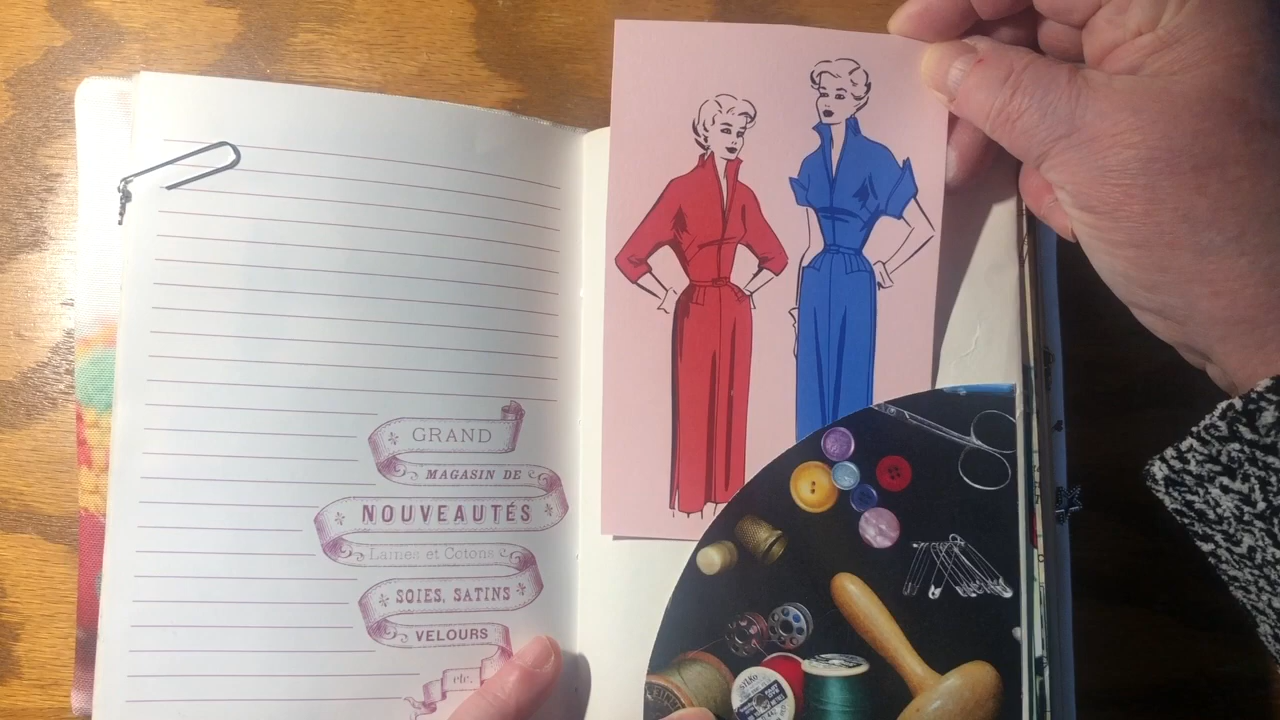 GRAND
MAGASIN DE
NOUVEAUTÉS
Laines et Cotons
SOIES, SATINS
VELOURS
etc.